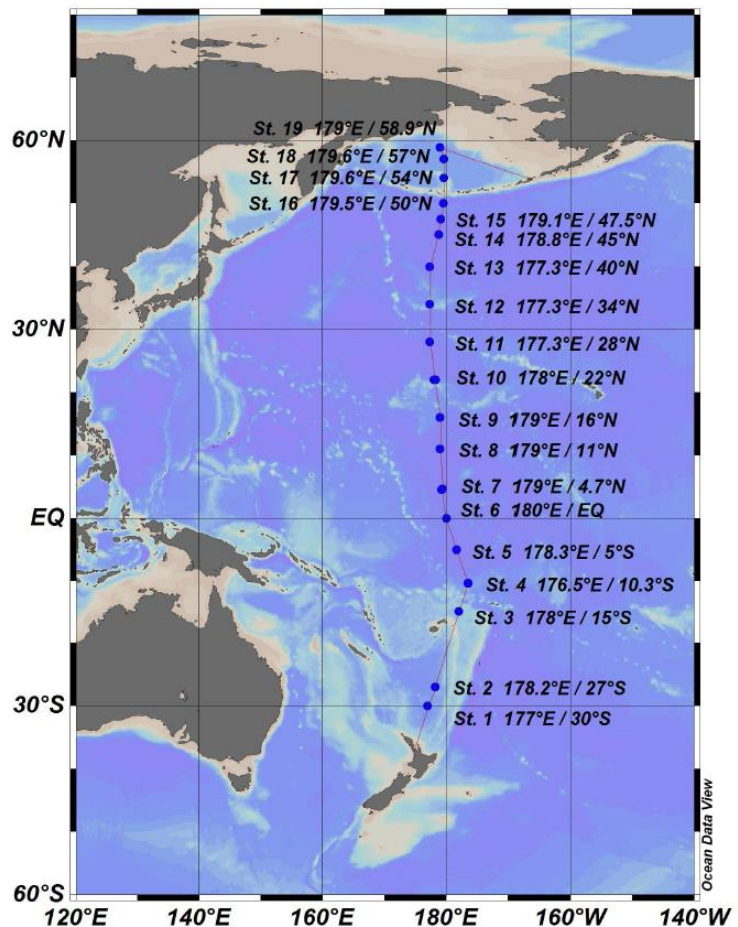 St. 19 179°E / 58.9°N
60°N
St. 18 179.6°E / 57°N
St. 17 179.6°E / 54°N
St. 16 179.5°E / 50°N
St. 15 179.1°E / 47.5°N
St. 14 178.8°E / 45°N
St. 13 177.3°E / 40°N
St. 12 177.3°E / 34°N
30°N
St. 11 177.3°E / 28°N
St. 10 178°E / 22°N
St. 9 179°E / 16°N
St. 8 179°E / 11°N
St. 7 179°E / 4.7°N
St. 6 180°E / EQ
EQ
St. 5 178.3°E / 5°S
St. 4 176.5°E / 10.3°S
St. 3 178°E / 15°S
St. 2 178.2°E / 27°S
30°S
St. 1 177°E / 30°S
Ocean Data View
60°S
120°E 140°E 160°E 180°E 160°W 140°W